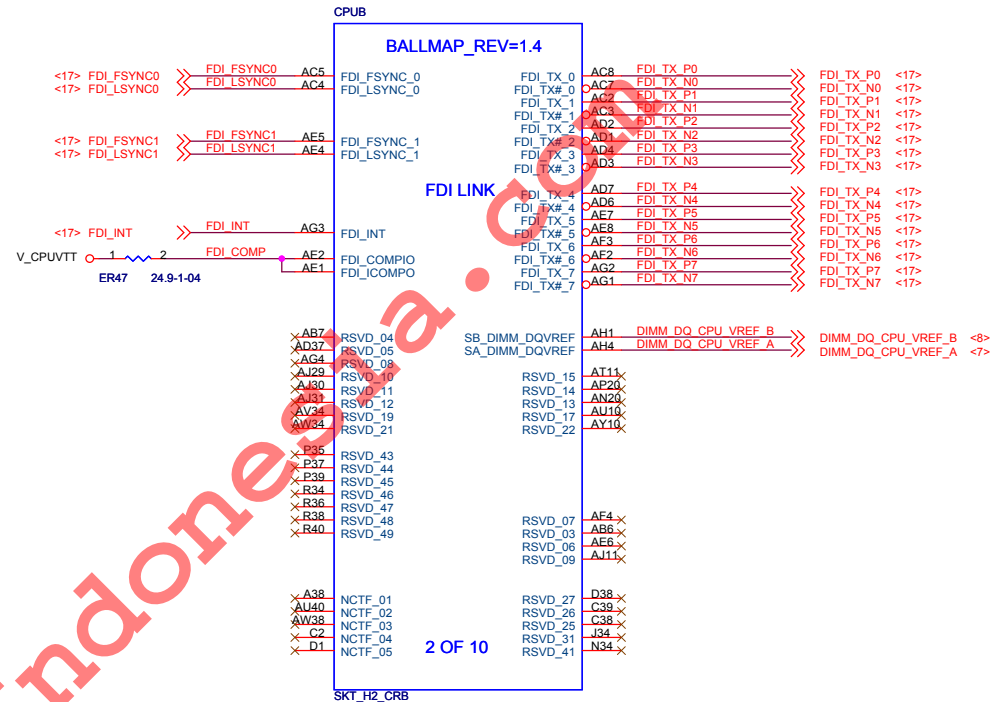 CPUB
BALLMAP_REV=1.4
<17> FDI_FSYNC0 FDI_FSYNC0 AC5 FDI_FSYNC_0
<17> FDI_LSYNC0 FDI_LSYNC0 AC4 FDI_LSYNC_0
<17> FDI_FSYNC1 FDI_FSYNC1 AE5 FDI_FSYNC_1
<17> FDI_LSYNC1 FDI_LSYNC1 AE4 FDI_LSYNC_1
FDI LINK
<17> FDI_INT FDI_INT AG3 FDI_INT
V_CPUVTT 1 2 FDI_COMP AE2 FDI_COMPIO
AE1 FDI_ICOMPO
ER47 24.9-1-04
FDI_TX_0 AC8 FDI_TX_P0 FDI_TX_P0 <17>
FDI_TX#_0 AC7 FDI_TX_N0 FDI_TX_N0 <17>
FDI_TX_1 AC2 FDI_TX_P1 FDI_TX_P1 <17>
FDI_TX#_1 AC3 FDI_TX_N1 FDI_TX_N1 <17>
FDI_TX_2 AD2 FDI_TX_P2 FDI_TX_P2 <17>
FDI_TX#_2 AD1 FDI_TX_N2 FDI_TX_N2 <17>
FDI_TX_3 AD4 FDI_TX_P3 FDI_TX_P3 <17>
FDI_TX#_3 AD3 FDI_TX_N3 FDI_TX_N3 <17>
FDI_TX_4 AD7 FDI_TX_P4 FDI_TX_P4 <17>
FDI_TX#_4 AD6 FDI_TX_N4 FDI_TX_N4 <17>
FDI_TX_5 AE7 FDI_TX_P5 FDI_TX_P5 <17>
FDI_TX#_5 AE8 FDI_TX_N5 FDI_TX_N5 <17>
FDI_TX_6 AF3 FDI_TX_P6 FDI_TX_P6 <17>
FDI_TX#_6 AF2 FDI_TX_N6 FDI_TX_N6 <17>
FDI_TX_7 AG2 FDI_TX_P7 FDI_TX_P7 <17>
FDI_TX#_7 AG1 FDI_TX_N7 FDI_TX_N7 <17>
AB7 RSVD_04
AD37 RSVD_05
AG4 RSVD_08
AJ29 RSVD_10
AJ30 RSVD_11
AJ31 RSVD_12
AV34 RSVD_19
AW34 RSVD_21
SB_DIMM_DQVREF AH1 DIMM_DQ_CPU_VREF_B DIMM_DQ_CPU_VREF_B <8>
SA_DIMM_DQVREF AH4 DIMM_DQ_CPU_VREF_A DIMM_DQ_CPU_VREF_A <7>
RSVD_15 AT11
RSVD_14 AP20
RSVD_13 AN20
RSVD_17 AU10
RSVD_22 AY10
P35 RSVD_43
P37 RSVD_44
P39 RSVD_45
R34 RSVD_46
R36 RSVD_47
R38 RSVD_48
R40 RSVD_49
RSVD_07 AF4
RSVD_03 AB6
RSVD_06 AE6
RSVD_09 AJ11
A38 NCTF_01
AU40 NCTF_02
AW38 NCTF_03
C2 NCTF_04
D1 NCTF_05
RSVD_27 D38
RSVD_26 C39
RSVD_25 C38
RSVD_31 J34
RSVD_41 N34
2 OF 10
SKT_H2_CRB
indonesia.com